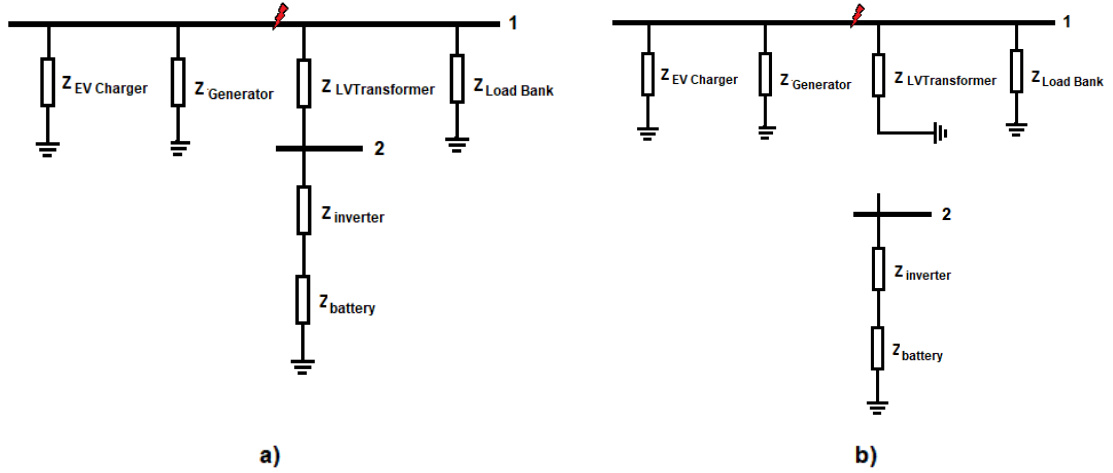 1
Z EV Charger
Z Generator
Z LVTransformer
Z Load Bank
2
Z inverter
Z battery
a)
1
Z EV Charger
Z Generator
Z LVTransformer
Z Load Bank
2
Z inverter
Z battery
b)